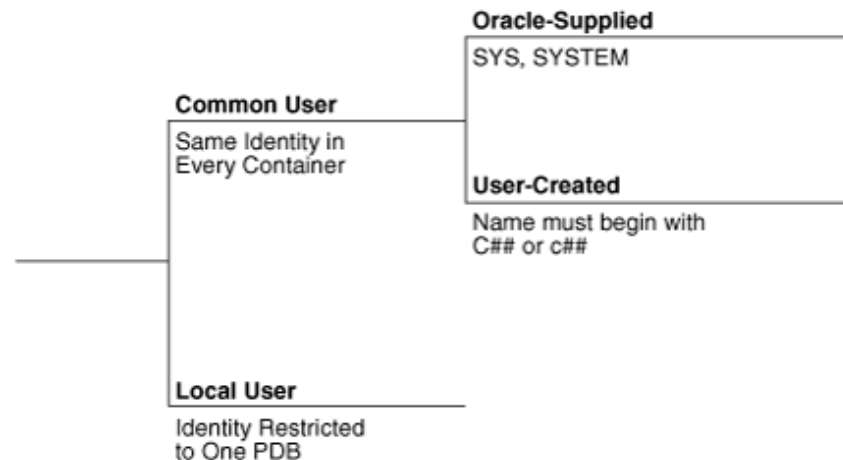 Oracle-Supplied
SYS, SYSTEM
Common User
Same Identity in
Every Container
User-Created
Name must begin with
C## or c##
Local User
Identity Restricted
to One PDB